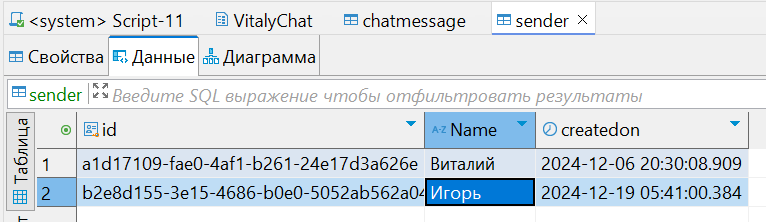 <system> Script-11 VitalyChat chatmessage sender
Свойства Данные Диаграмма
sender Введите SQL выражение чтобы отфильтровать результаты
Таблица
id A-Z Name createdon
1 a1d17109-fae0-4af1-b261-24e17d3a626e Виталий 2024-12-06 20:30:08.909
2 b2e8d155-3e15-4686-b0e0-5052ab562a04 Игорь 2024-12-19 05:41:00.384